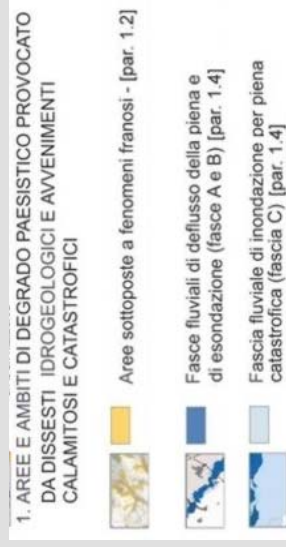 1. AREE E AMBITI DI DEGRADO PAESISTICO PROVOCATO
DA DISSESTI IDROGEOLOGICI E AVVENIMENTI
CALAMITOSI E CATASTROFICI
Aree sottoposte a fenomeni franosi - [par. 1.2]
Fasce fluviali di deflusso della piena e
di esondazione (fasce A e B) [par. 1.4]
Fascia fluviale di inondazione per piena
catastrofica (fascia C) [par. 1.4]